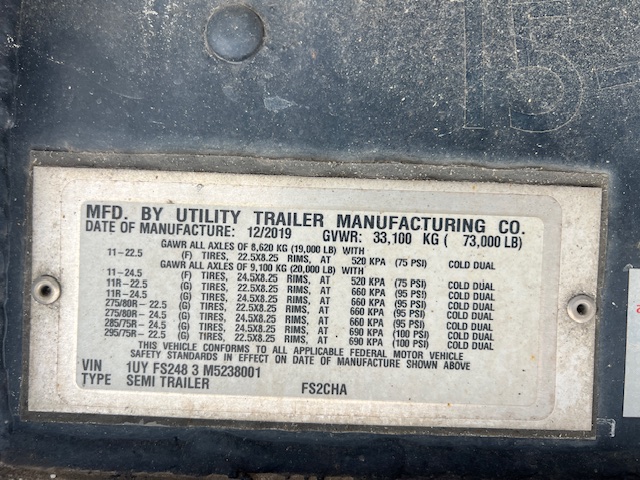 15
MFD. BY UTILITY TRAILER MANUFACTURING CO.
DATE OF MANUFACTURE: 12/2019 GVWR: 33,100 KG ( 73,000 LB)
GAWR ALL AXLES OF 8,620 KG (19,000 LB) WITH
11-22.5 (F) TIRES, 22.5X8.25 RIMS, AT 520 KPA (75 PSI) COLD DUAL
GAWR ALL AXLES OF 9,100 KG (20,000 LB) WITH
11-24.5 (F) TIRES, 24.5X8.25 RIMS, AT 520 KPA (75 PSI) COLD DUAL
11R-22.5 (G) TIRES, 22.5X8.25 RIMS, AT 660 KPA (95 PSI) COLD DUAL
11R-24.5 (G) TIRES, 24.5X8.25 RIMS, AT 660 KPA (95 PSI) COLD DUAL
275/80R- 22.5 (G) TIRES, 22.5X8.25 RIMS, AT 660 KPA (95 PSI) COLD DUAL
275/80R- 24.5 (G) TIRES, 24.5X8.25 RIMS, AT 660 KPA (95 PSI) COLD DUAL
285/75R- 24.5 (G) TIRES, 24.5X8.25 RIMS, AT 690 KPA (100 PSI) COLD DUAL
295/75R- 22.5 (G) TIRES, 22.5X8.25 RIMS, AT 690 KPA (100 PSI) COLD DUAL
THIS VEHICLE CONFORMS TO ALL APPLICABLE FEDERAL MOTOR VEHICLE
SAFETY STANDARDS IN EFFECT ON DATE OF MANUFACTURE SHOWN ABOVE
VIN 1UY FS248 3 M5238001
TYPE SEMI TRAILER FS2CHA